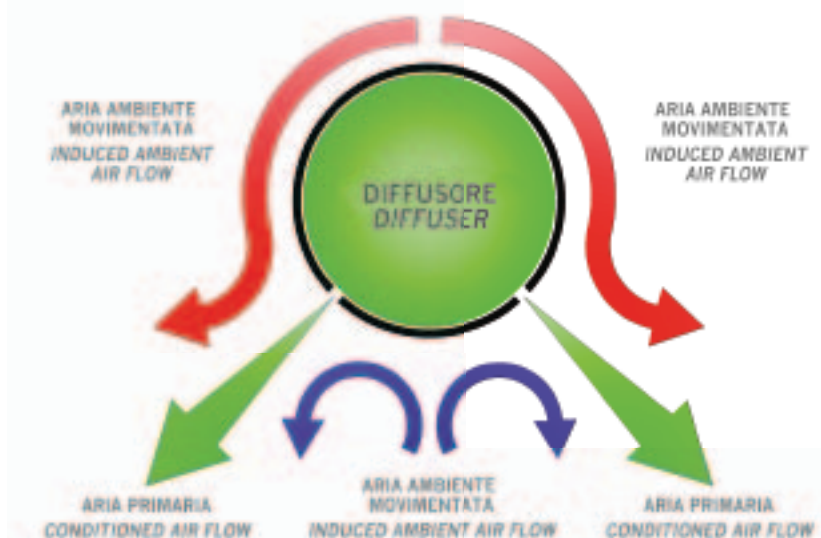 ARIA AMBIENTE
MOVIMENTATA
INDUCED AMBIENT
AIR FLOW
ARIA AMBIENTE
MOVIMENTATA
INDUCED AMBIENT
AIR FLOW
DIFFUSORE
DIFFUSER
ARIA PRIMARIA
CONDITIONED AIR FLOW
ARIA AMBIENTE
MOVIMENTATA
INDUCED AMBIENT AIR FLOW
ARIA PRIMARIA
CONDITIONED AIR FLOW